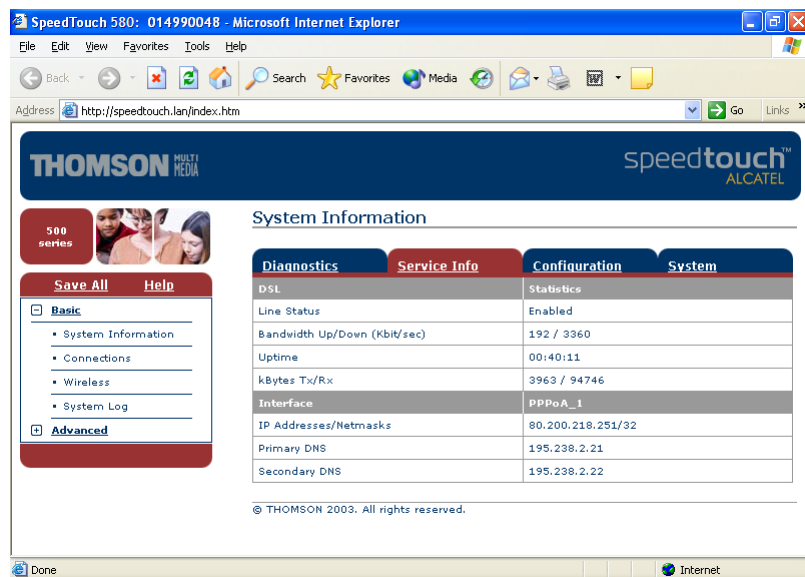 SpeedTouch 580: 014990048 - Microsoft Internet Explorer
File Edit View Favorites Tools Help
Back Search Favorites Media
Address http://speedtouch.lan/index.htm Go Links »
THOMSON MULTI MEDIA
speedtouch™
ALCATEL
500 series
System Information
Diagnostics Service Info Configuration System
Save All Help
Basic
System Information
Connections
Wireless
System Log
Advanced
DSL Statistics
Line Status Enabled
Bandwidth Up/Down (Kbit/sec) 192 / 3360
Uptime 00:40:11
kBytes Tx/Rx 3963 / 94746
Interface PPPoA_1
IP Addresses/Netmasks 80.200.218.251/32
Primary DNS 195.238.2.21
Secondary DNS 195.238.2.22
© THOMSON 2003. All rights reserved.
Done Internet